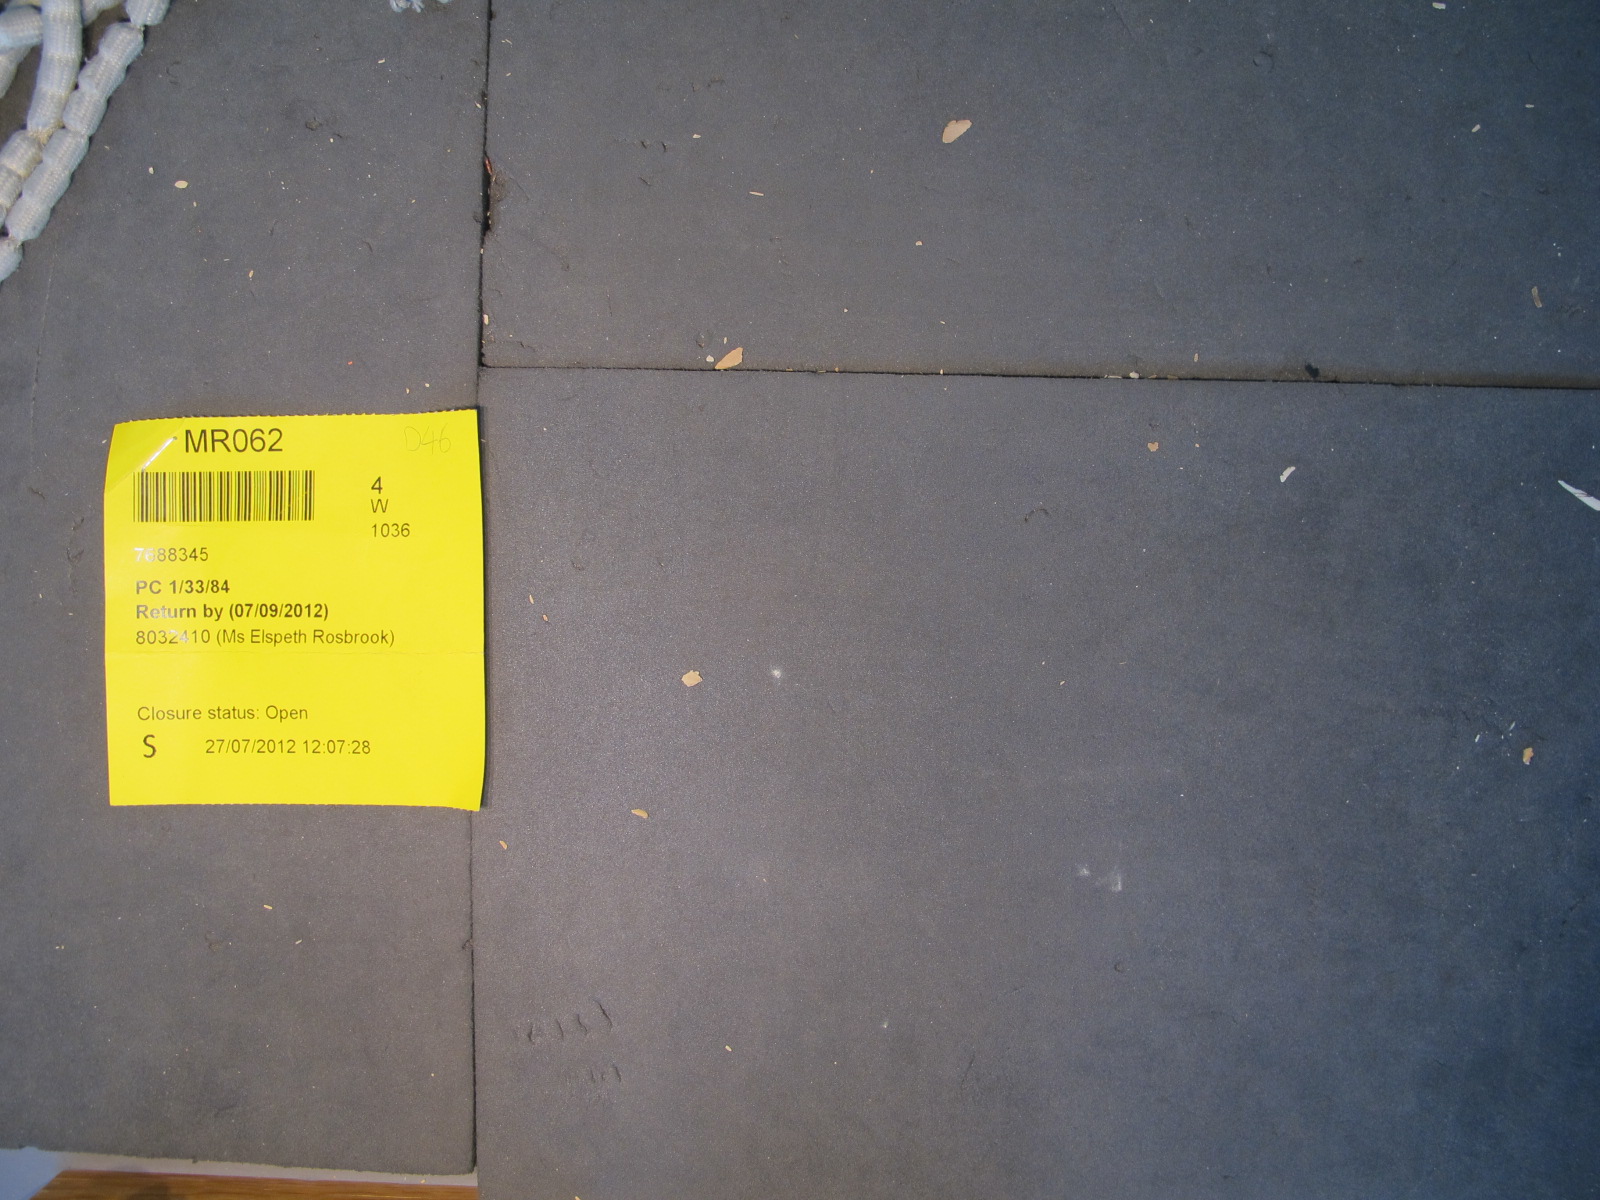 MR062
D46
4
W
1036
7688345
PC 1/33/84
Return by (07/09/2012)
8032410 (Ms Elspeth Rosbrook)
Closure status: Open
S 27/07/2012 12:07:28